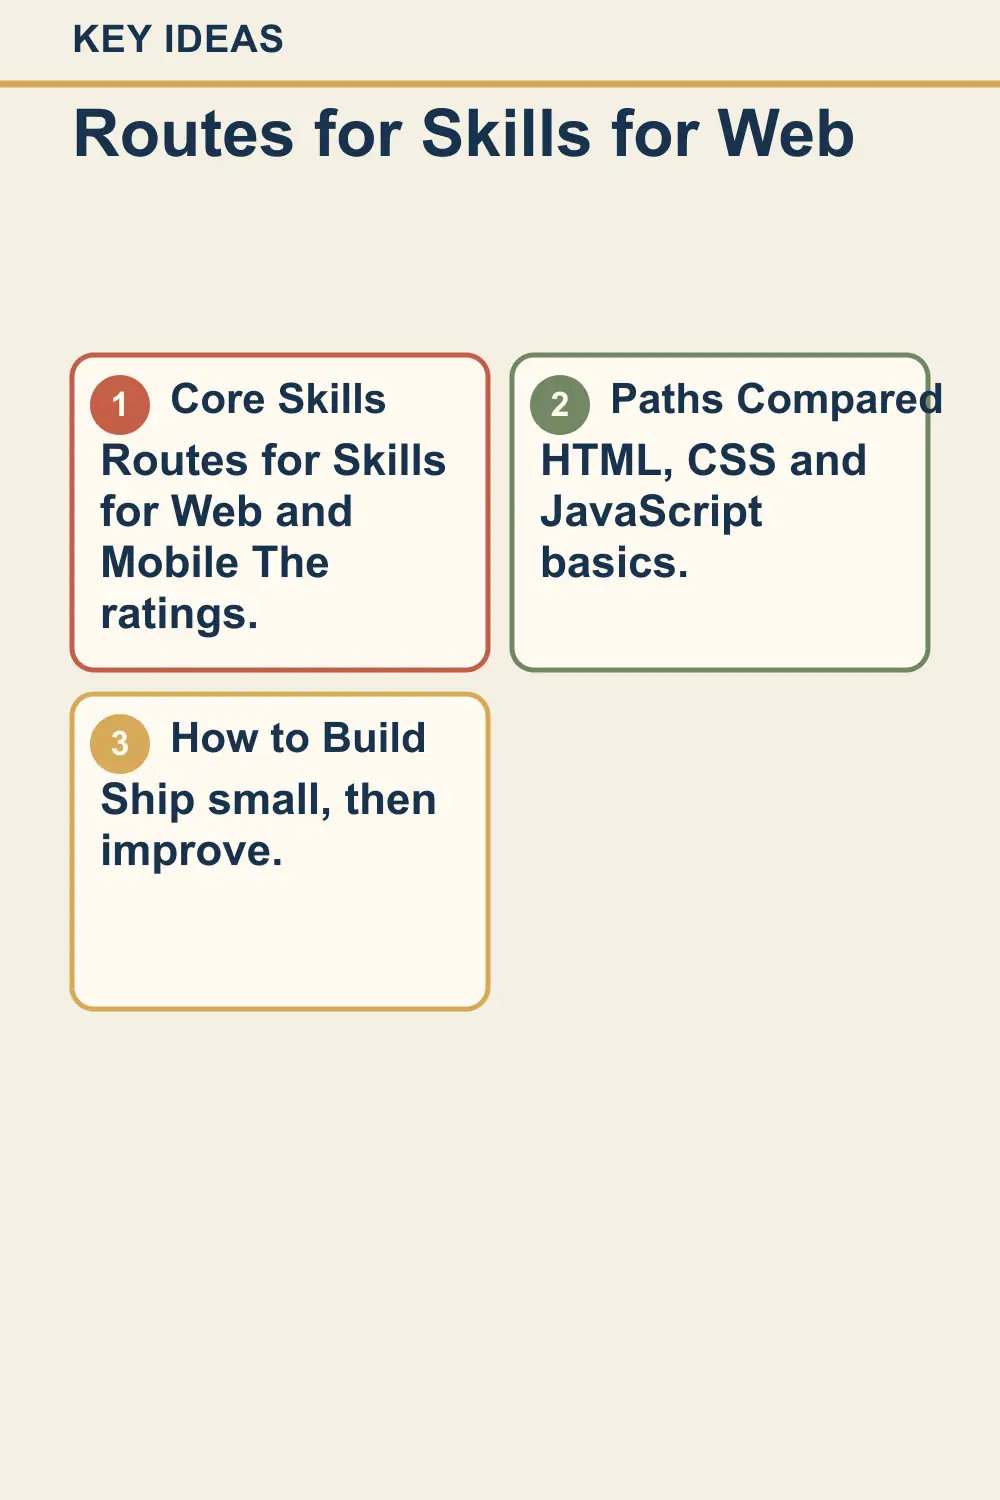 KEY IDEAS
Routes for Skills for Web
1 Core Skills
Routes for Skills
for Web and
Mobile The
ratings.
2 Paths Compared
HTML, CSS and
JavaScript
basics.
3 How to Build
Ship small, then
improve.